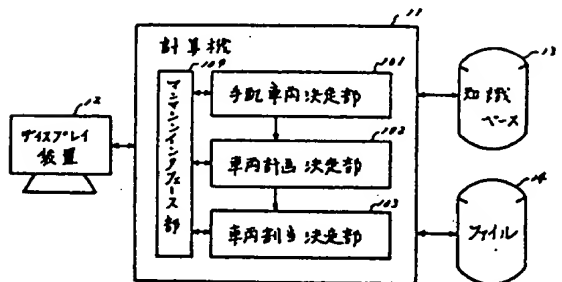 11
計算機
104
101
13
手配車両決定部
知識
ベース
12
102
ディスプレイ
装置
マンマシンインタフェース部
車両計画決定部
103
14
車両割当決定部
ファイル